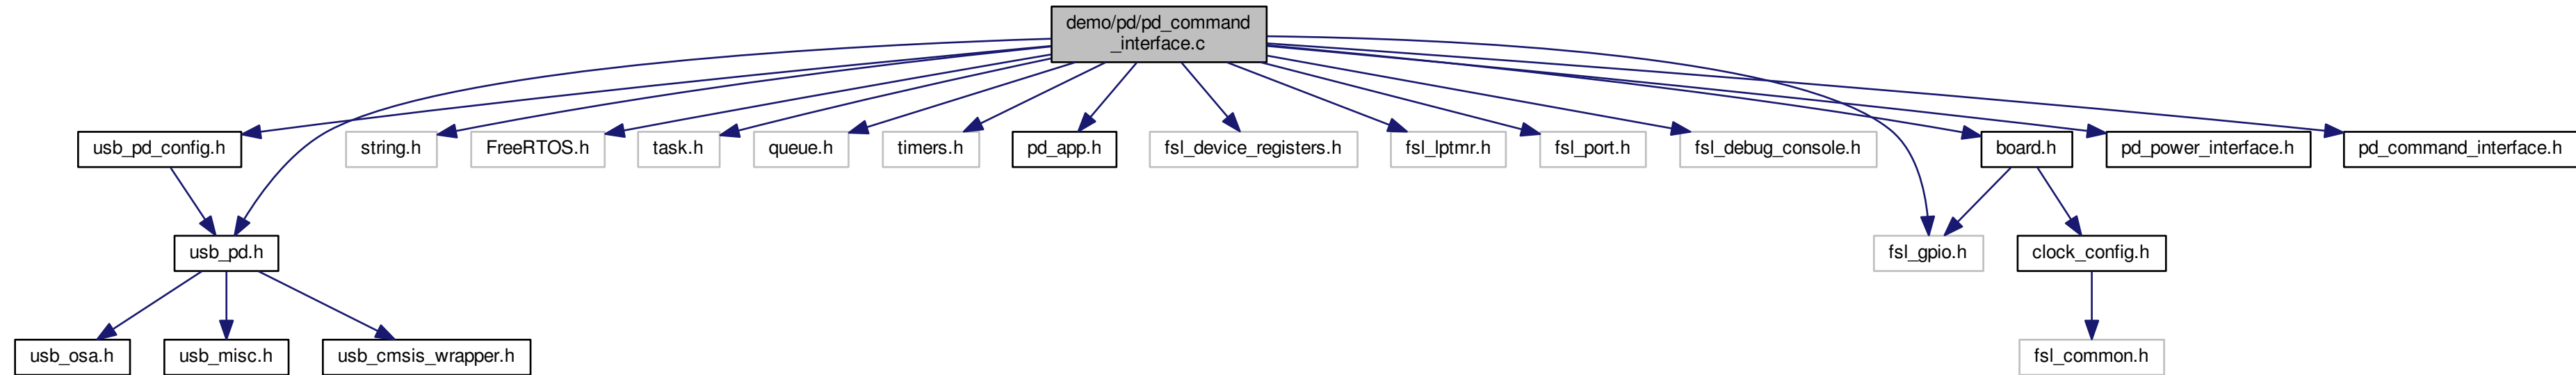 demo/pd/pd_command
_interface.c
usb_pd_config.h
string.h
FreeRTOS.h
task.h
queue.h
timers.h
pd_app.h
fsl_device_registers.h
fsl_lptmr.h
fsl_port.h
fsl_debug_console.h
board.h
pd_power_interface.h
pd_command_interface.h
usb_pd.h
fsl_gpio.h
clock_config.h
usb_osa.h
usb_misc.h
usb_cmsis_wrapper.h
fsl_common.h